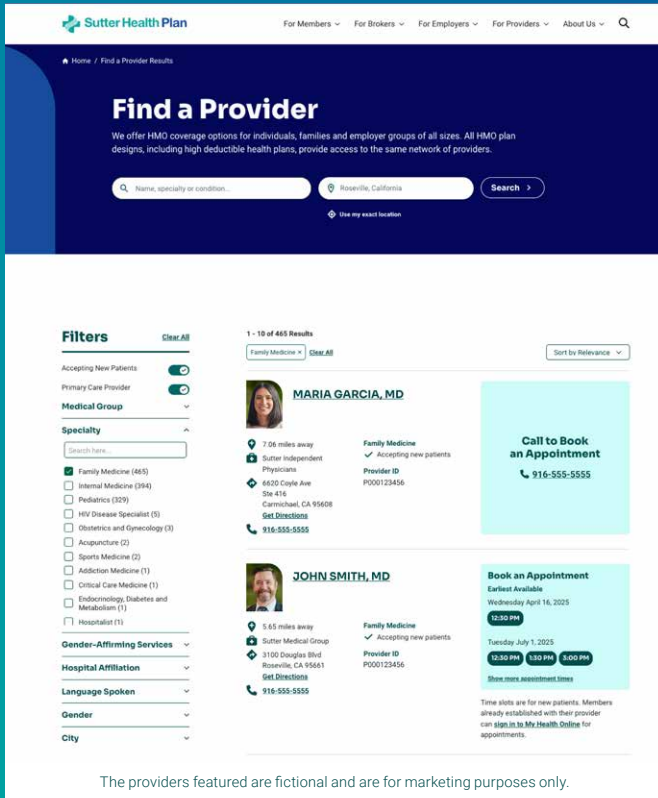 Sutter Health Plan
For Members
For Brokers
For Employers
For Providers
About Us
Home / Find a Provider Results
Find a Provider
We offer HMO coverage options for individuals, families and employer groups of all sizes. All HMO plan
designs, including high deductible health plans, provide access to the same network of providers.
Name, specialty or condition...
Roseville, California
Search >
Use my exact location
Filters
Clear All
Accepting New Patients
Primary Care Provider
Medical Group
Specialty
Search here...
Family Medicine (465)
Internal Medicine (394)
Pediatrics (329)
HIV Disease Specialist (5)
Obstetrics and Gynecology (3)
Acupuncture (2)
Sports Medicine (2)
Addiction Medicine (1)
Critical Care Medicine (1)
Endocrinology, Diabetes and
Metabolism (1)
Hospitalist (1)
Gender-Affirming Services
Hospital Affiliation
Language Spoken
Gender
City
1 - 10 of 465 Results
Family Medicine ×
Clear All
Sort by Relevance
MARIA GARCIA, MD
7.06 miles away
Sutter Independent
Physicians
6620 Coyle Ave
Ste 416
Carmichael, CA 95608
Get Directions
916-555-5555
Family Medicine
Accepting new patients
Provider ID
P000123456
Call to Book
an Appointment
916-555-5555
JOHN SMITH, MD
5.65 miles away
Sutter Medical Group
3100 Douglas Blvd
Roseville, CA 95661
Get Directions
916-555-5555
Family Medicine
Accepting new patients
Provider ID
P000123456
Book an Appointment
Earliest Available
Wednesday April 16, 2025
12:30 PM
Tuesday July 1, 2025
12:30 PM 1:30 PM 3:00 PM
Show more appointment times
Time slots are for new patients. Members
already established with their provider
can sign in to My Health Online for
appointments.
The providers featured are fictional and are for marketing purposes only.